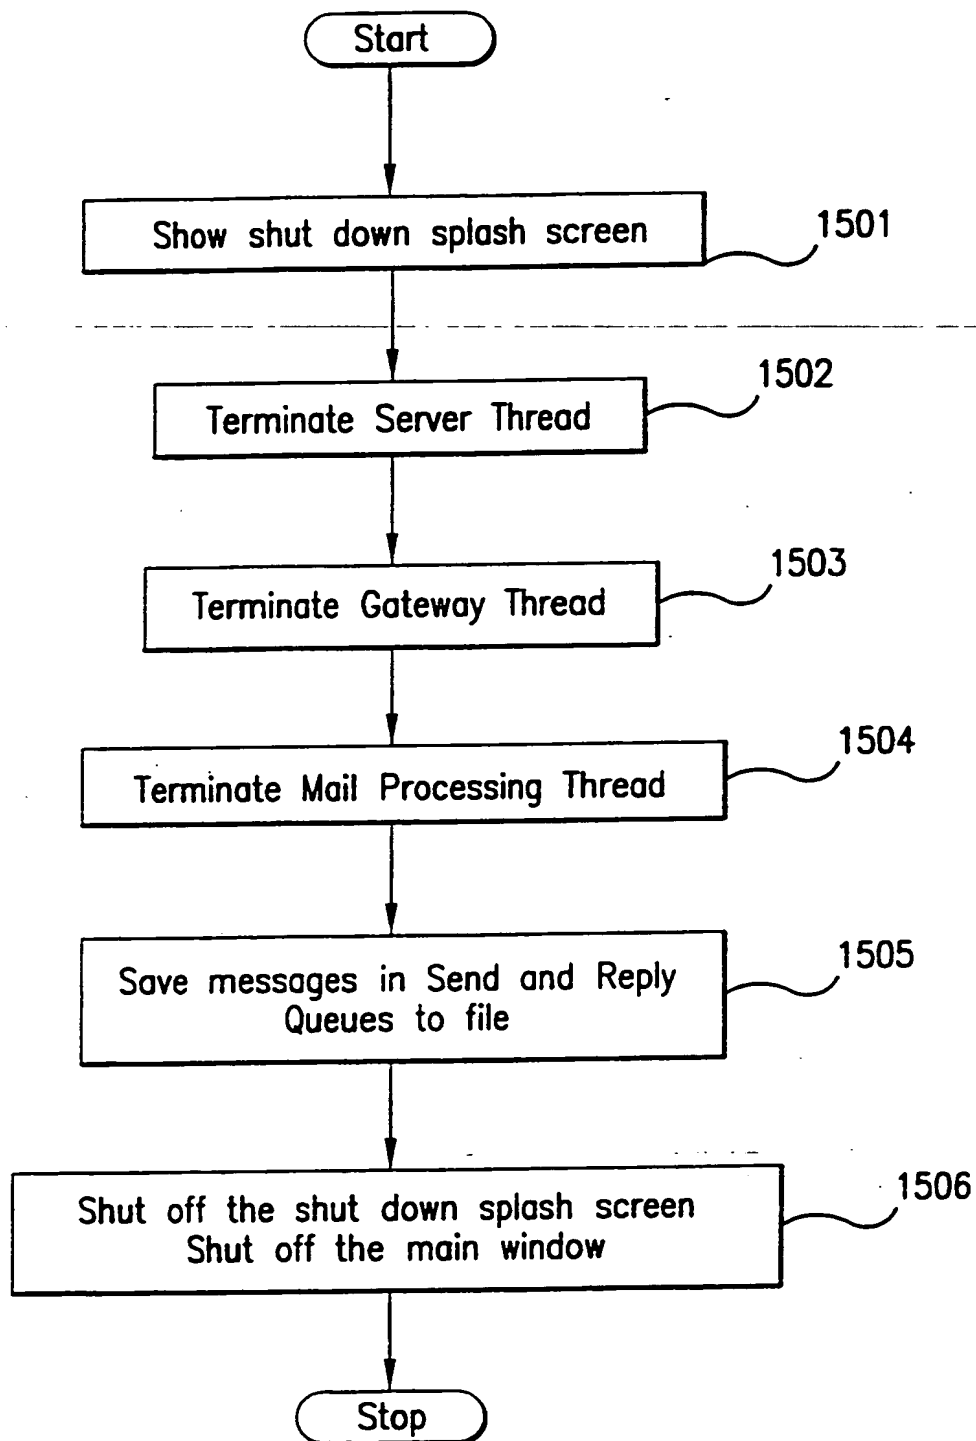 Start
Show shut down splash screen
1501
Terminate Server Thread
1502
Terminate Gateway Thread
1503
Terminate Mail Processing Thread
1504
Save messages in Send and Reply
Queues to file
1505
Shut off the shut down splash screen
Shut off the main window
1506
Stop